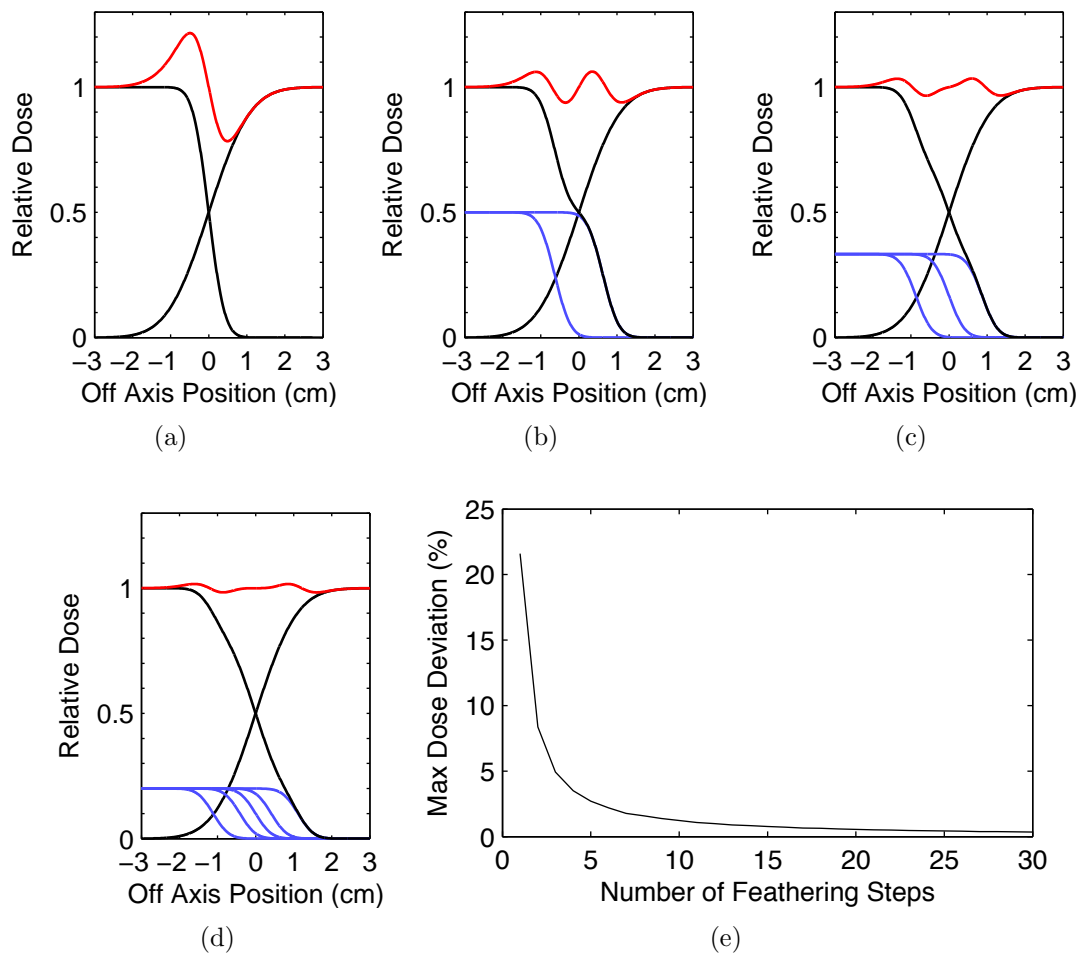 Relative Dose
1
0.5
0
−3 −2 −1 0 1 2 3
Off Axis Position (cm)
(a)
Relative Dose
1
0.5
0
−3 −2 −1 0 1 2 3
Off Axis Position (cm)
(b)
Relative Dose
1
0.5
0
−3 −2 −1 0 1 2 3
Off Axis Position (cm)
(c)
Relative Dose
1
0.5
0
−3 −2 −1 0 1 2 3
Off Axis Position (cm)
(d)
Max Dose Deviation (%)
25
20
15
10
5
0
0 5 10 15 20 25 30
Number of Feathering Steps
(e)